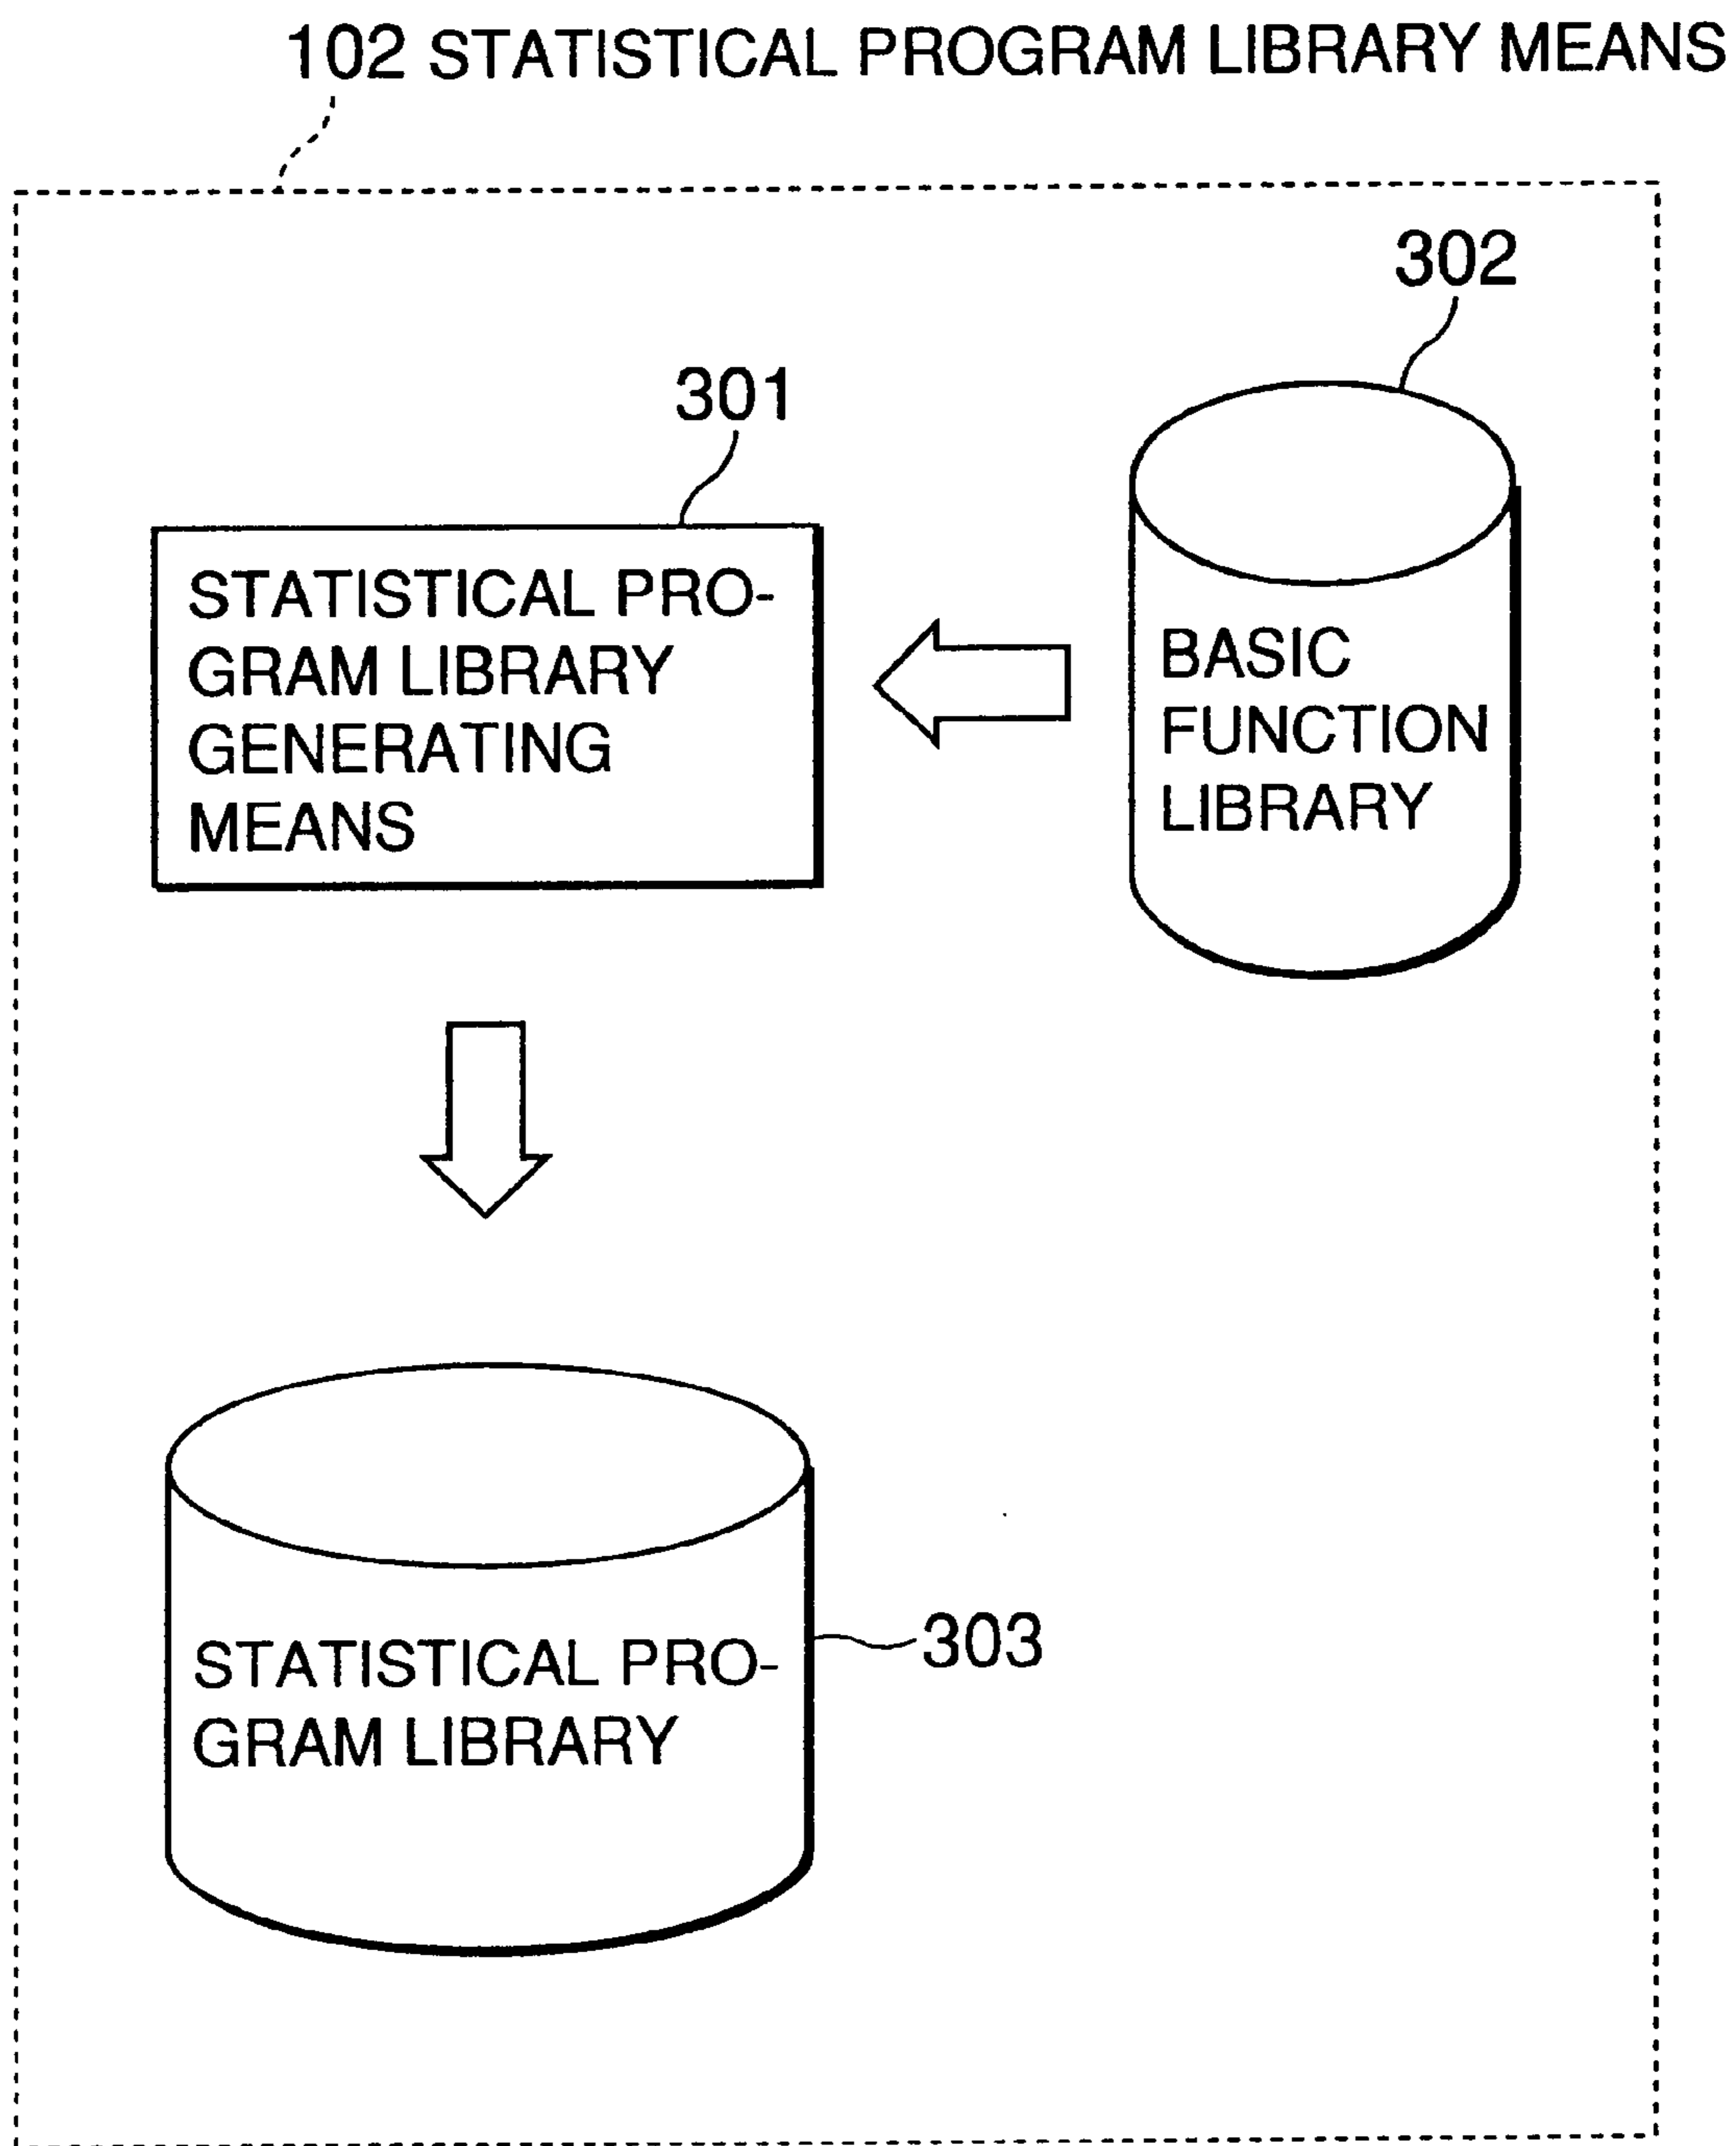 102 STATISTICAL PROGRAM LIBRARY MEANS
302
301
STATISTICAL PRO-
GRAM LIBRARY
GENERATING
MEANS
BASIC
FUNCTION
LIBRARY
STATISTICAL PRO-
GRAM LIBRARY
303